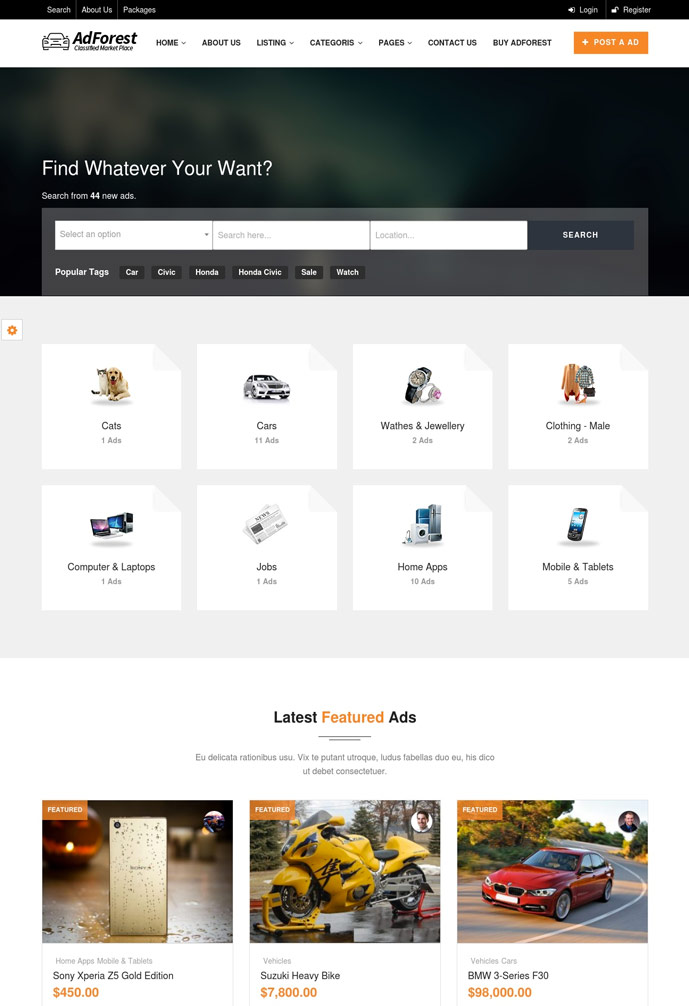 Search About Us Packages Login Register
AdForest
Classified Market Place
HOME ABOUT US LISTING CATEGORIS PAGES CONTACT US BUY ADFOREST + POST A AD
Find Whatever Your Want?
Search from 44 new ads.
Select an option Search here... Location... SEARCH
Popular Tags Car Civic Honda Honda Civic Sale Watch
Cats Cars Wathes & Jewellery Clothing - Male
1 Ads 11 Ads 2 Ads 2 Ads
NEWS
Computer & Laptops Jobs Home Apps Mobile & Tablets
1 Ads 1 Ads 10 Ads 5 Ads
Latest Featured Ads
Eu delicata rationibus usu. Vix te putant utroque, ludus fabellas duo eu, his dico
ut debet consectetuer.
FEATURED FEATURED FEATURED
SONY
Home Apps Mobile & Tablets Vehicles Vehicles Cars
Sony Xperia Z5 Gold Edition Suzuki Heavy Bike BMW 3-Series F30
$450.00 $7,800.00 $98,000.00